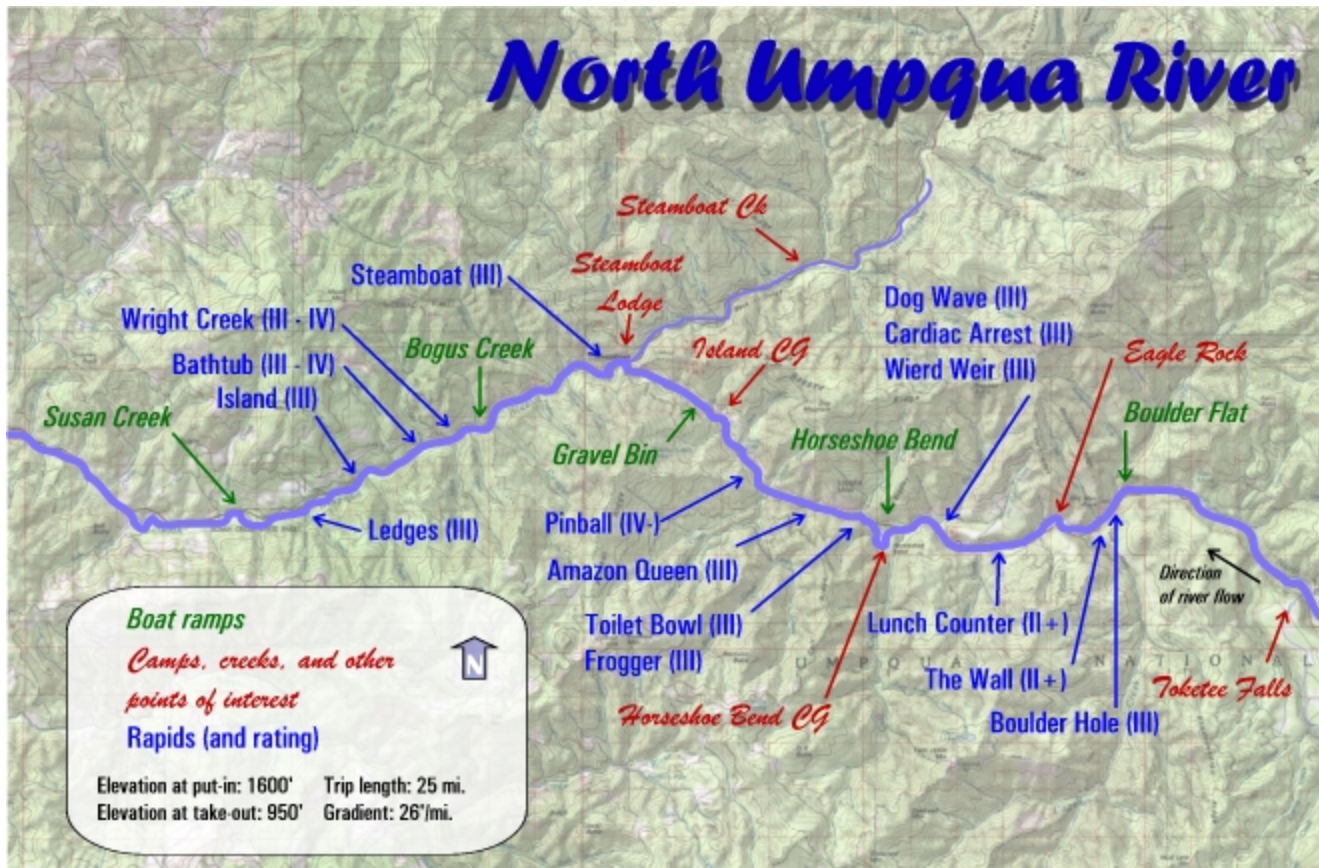 North Umpqua River
Steamboat Ck
Steamboat
Lodge
Steamboat (III)
Wright Creek (III - IV)
Bathtub (III - IV)
Island (III)
Bogus Creek
Susan Creek
Island CG
Dog Wave (III)
Cardiac Arrest (III)
Wierd Weir (III)
Eagle Rock
Boulder Flat
Horseshoe Bend
Gravel Bin
Ledges (III)
Pinball (IV-)
Amazon Queen (III)
Toilet Bowl (III)
Frogger (III)
Horseshoe Bend CG
Lunch Counter (II+)
The Wall (II+)
Boulder Hole (III)
Direction
of river flow
Toketee Falls
UMPQUA NATIONAL
Boat ramps
Camps, creeks, and other
points of interest
Rapids (and rating)
N
Elevation at put-in: 1600' Trip length: 25 mi.
Elevation at take-out: 950' Gradient: 26'/mi.